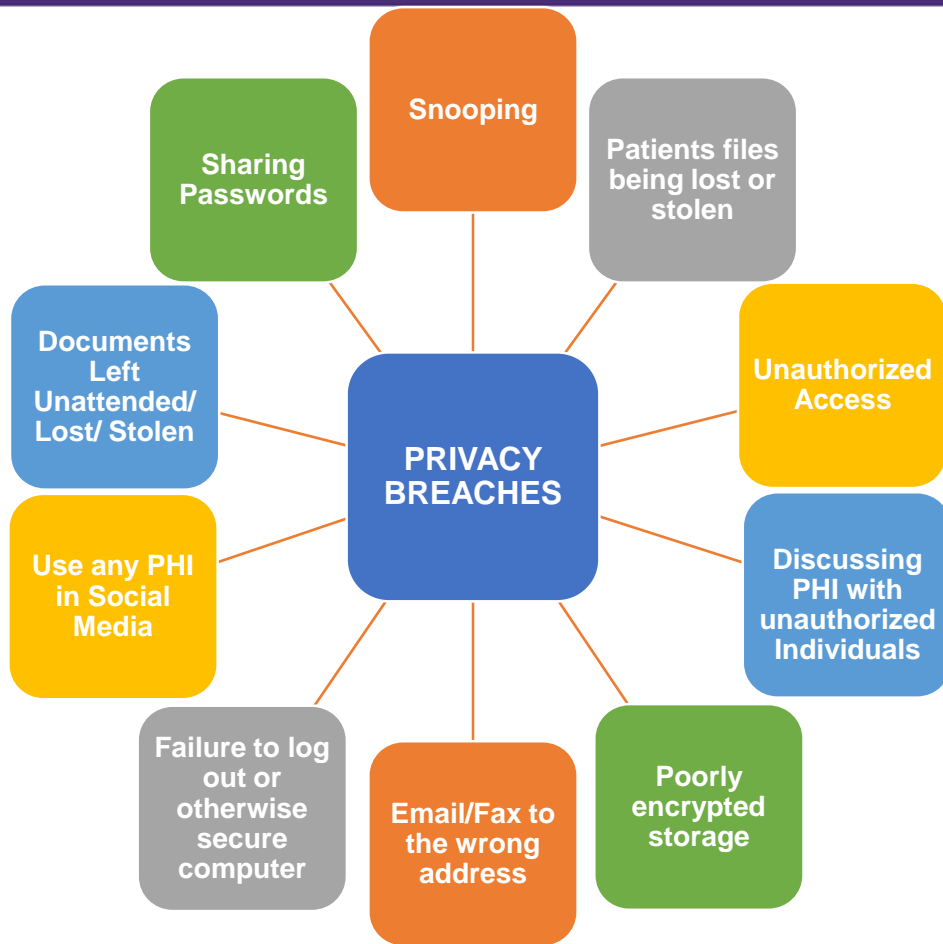 Snooping
Patients files
being lost or
stolen
Unauthorized
Access
Discussing
PHI with
unauthorized
Individuals
Poorly
encrypted
storage
Email/Fax to
the wrong
address
Failure to log
out or
otherwise
secure
computer
Use any PHI
in Social
Media
Documents
Left
Unattended/
Lost/ Stolen
Sharing
Passwords
PRIVACY
BREACHES